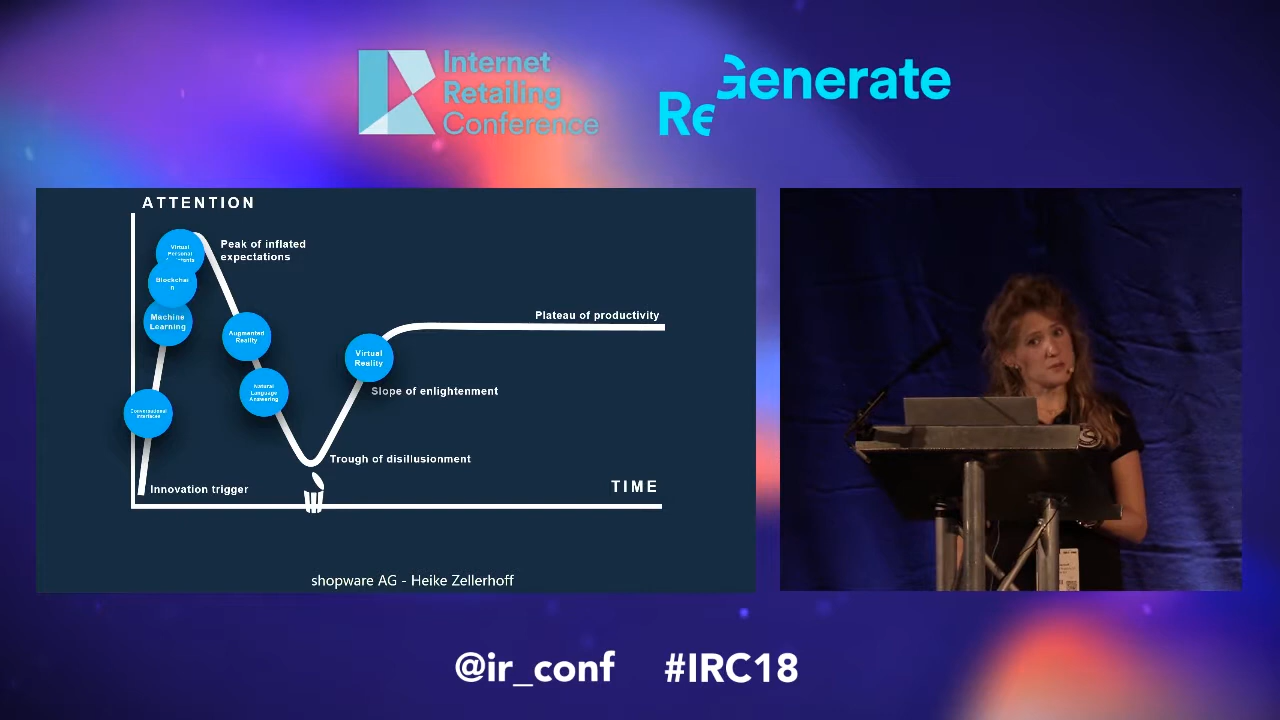 Internet
Retailing
Conference
ReGenerate
ATTENTION
Virtual
Personal
Peak of inflated
expectations
Blockchai
n
Machine
Learning
Augmented
Reality
Plateau of productivity
Virtual
Reality
Natural
Language
Answering
Slope of enlightenment
Conversational
Interfaces
Trough of disillusionment
Innovation trigger
TIME
shopware AG - Heike Zellerhoff
@ir_conf #IRC18